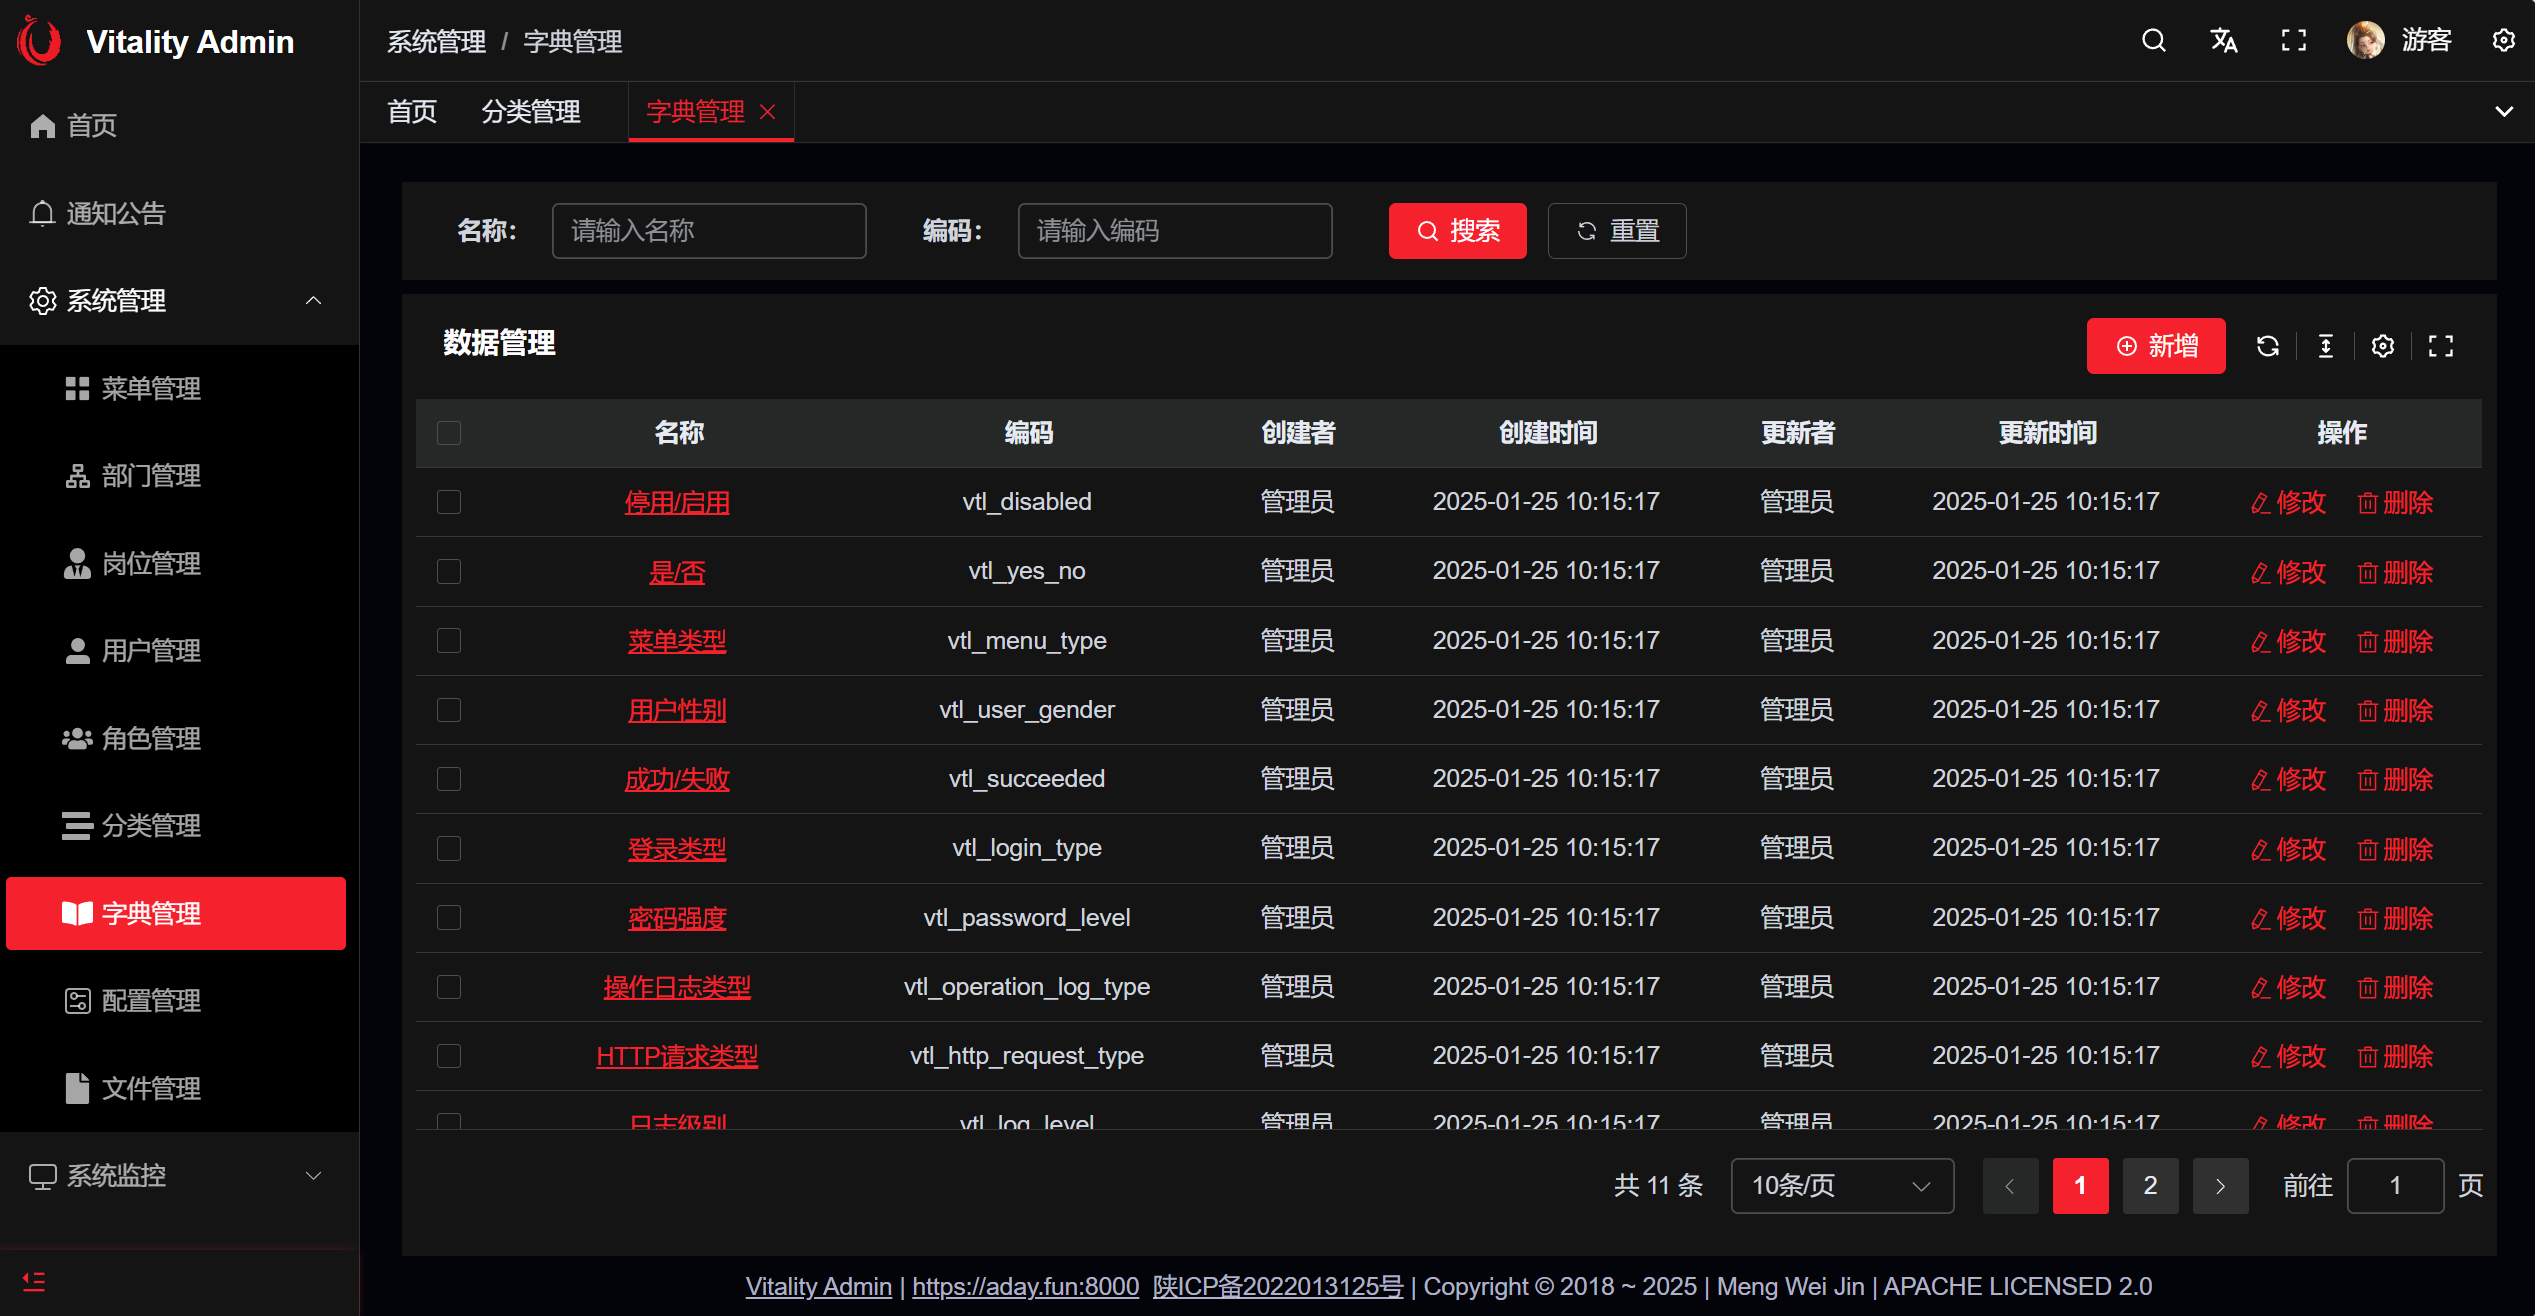 Vitality Admin
首页
通知公告
系统管理
菜单管理
部门管理
岗位管理
用户管理
角色管理
分类管理
字典管理
配置管理
文件管理
系统监控
系统管理 / 字典管理
游客
首页 分类管理 字典管理
名称： 请输入名称 编码： 请输入编码 搜索 重置
数据管理
新增
名称 编码 创建者 创建时间 更新者 更新时间 操作
停用/启用 vtl_disabled 管理员 2025-01-25 10:15:17 管理员 2025-01-25 10:15:17 修改 删除
是/否 vtl_yes_no 管理员 2025-01-25 10:15:17 管理员 2025-01-25 10:15:17 修改 删除
菜单类型 vtl_menu_type 管理员 2025-01-25 10:15:17 管理员 2025-01-25 10:15:17 修改 删除
用户性别 vtl_user_gender 管理员 2025-01-25 10:15:17 管理员 2025-01-25 10:15:17 修改 删除
成功/失败 vtl_succeeded 管理员 2025-01-25 10:15:17 管理员 2025-01-25 10:15:17 修改 删除
登录类型 vtl_login_type 管理员 2025-01-25 10:15:17 管理员 2025-01-25 10:15:17 修改 删除
密码强度 vtl_password_level 管理员 2025-01-25 10:15:17 管理员 2025-01-25 10:15:17 修改 删除
操作日志类型 vtl_operation_log_type 管理员 2025-01-25 10:15:17 管理员 2025-01-25 10:15:17 修改 删除
HTTP请求类型 vtl_http_request_type 管理员 2025-01-25 10:15:17 管理员 2025-01-25 10:15:17 修改 删除
日志级别 vtl_log_level 管理员 2025-01-25 10:15:17 管理员 2025-01-25 10:15:17 修改 删除
共 11 条 10条/页 1 2 前往 1 页
Vitality Admin | https://aday.fun:8000 陕ICP备2022013125号 | Copyright © 2018 ~ 2025 | Meng Wei Jin | APACHE LICENSED 2.0